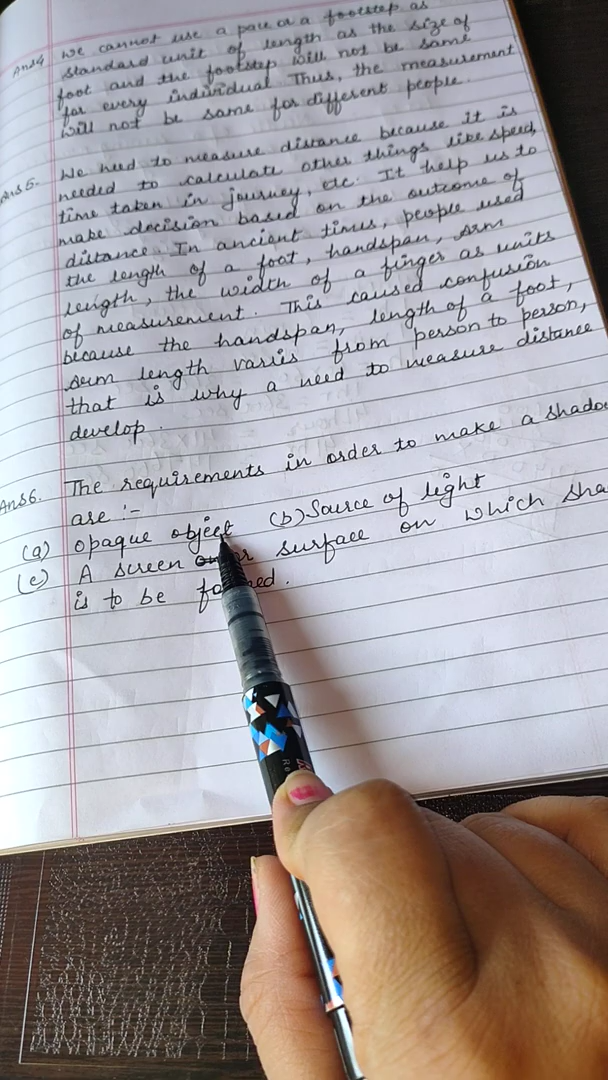 Ans4 We cannot use a pace or a footstep as
standard unit of length as the size of
foot and the footstep will not be same
for every individual Thus, the measurement
will not be same for different people.
Ans5. We need to measure distance because it is
needed to calculate other things like speed,
time taken in journey, etc. It help us to
make decision based on the outcome of
distance. In ancient times, people used
the length of a foot, handspan, arm
length, the width of a finger as units
of measurement. This caused confusion
because the handspan, length of a foot,
arm length varies from person to person,
that is why a need to measure distance
develop.
Ans6. The requirements in order to make a shadow
are :-
(a) opaque object (b) Source of light
(c) A screen or surface on which sha
is to be formed.